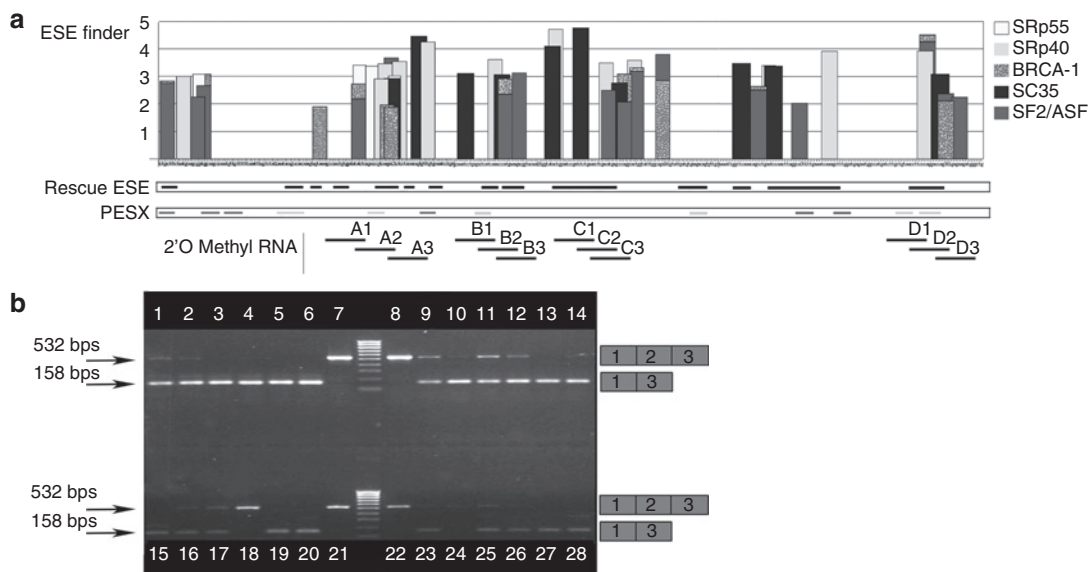 a
ESE finder
5
4
3
2
1
SRp55
SRp40
BRCA-1
SC35
SF2/ASF
Rescue ESE
PESX
2'O Methyl RNA
A1 A2 A3
B1 B2 B3
C1 C2 C3
D1 D2 D3
b
1 2 3 4 5 6 7 8 9 10 11 12 13 14
532 bps
1 2 3
158 bps
1 3
532 bps
1 2 3
158 bps
1 3
15 16 17 18 19 20 21 22 23 24 25 26 27 28